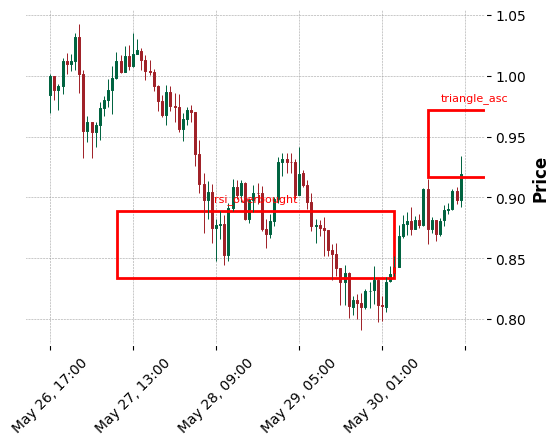 1.05
triangle_asc
1.00
0.95
rsi_overbought
0.90
0.85
0.80
Price
May 26, 17:00
May 27, 13:00
May 28, 09:00
May 29, 05:00
May 30, 01:00